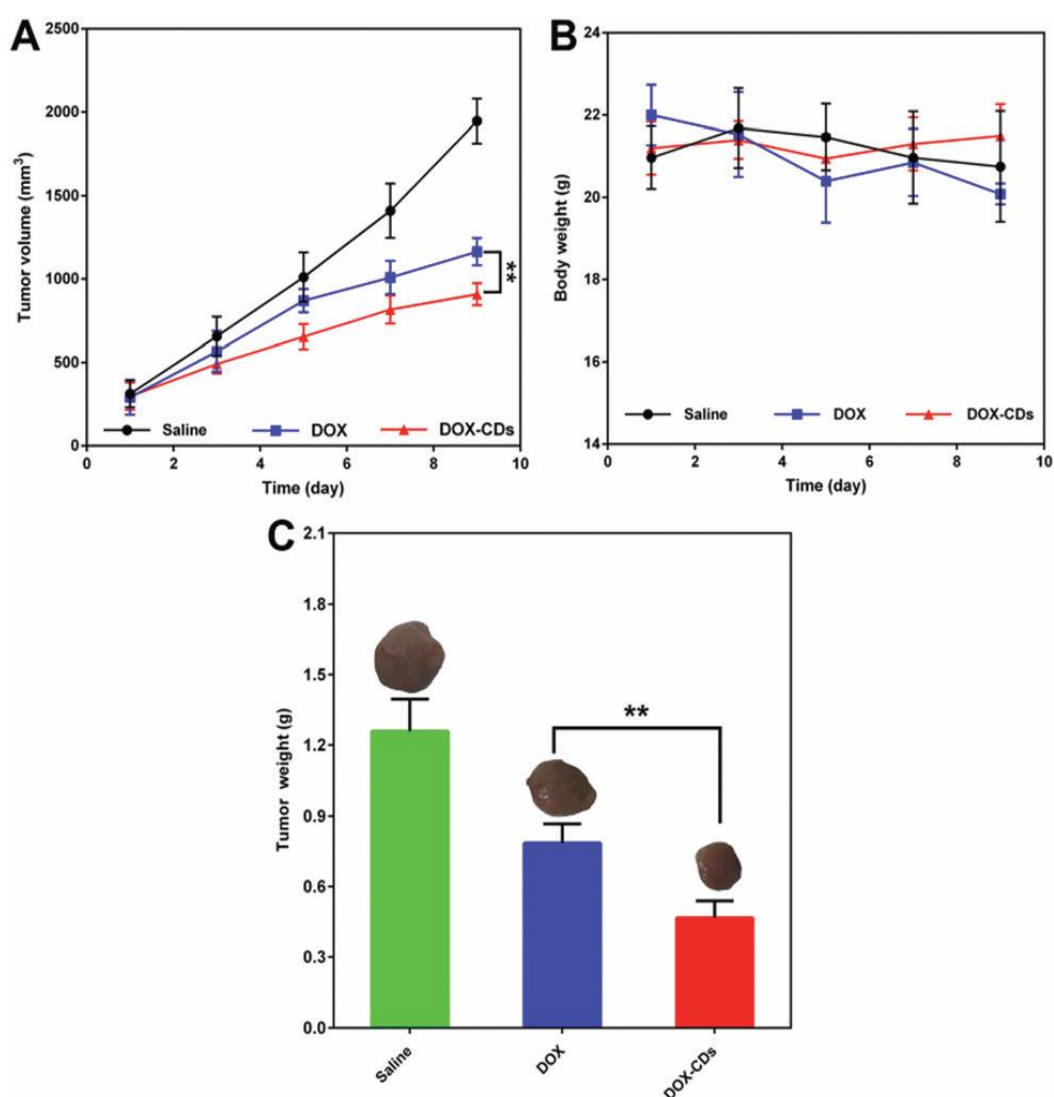 A
Tumor volume (mm³)
2500
2000
1500
1000
500
0
**
Saline
DOX
DOX-CDs
0
2
4
6
8
10
Time (day)
B
Body weight (g)
24
22
20
18
16
14
Saline
DOX
DOX-CDs
0
2
4
6
8
10
Time (day)
C
Tumor weight (g)
2.1
1.8
1.5
1.2
0.9
0.6
0.3
0.0
**
Saline
DOX
DOX-CDs